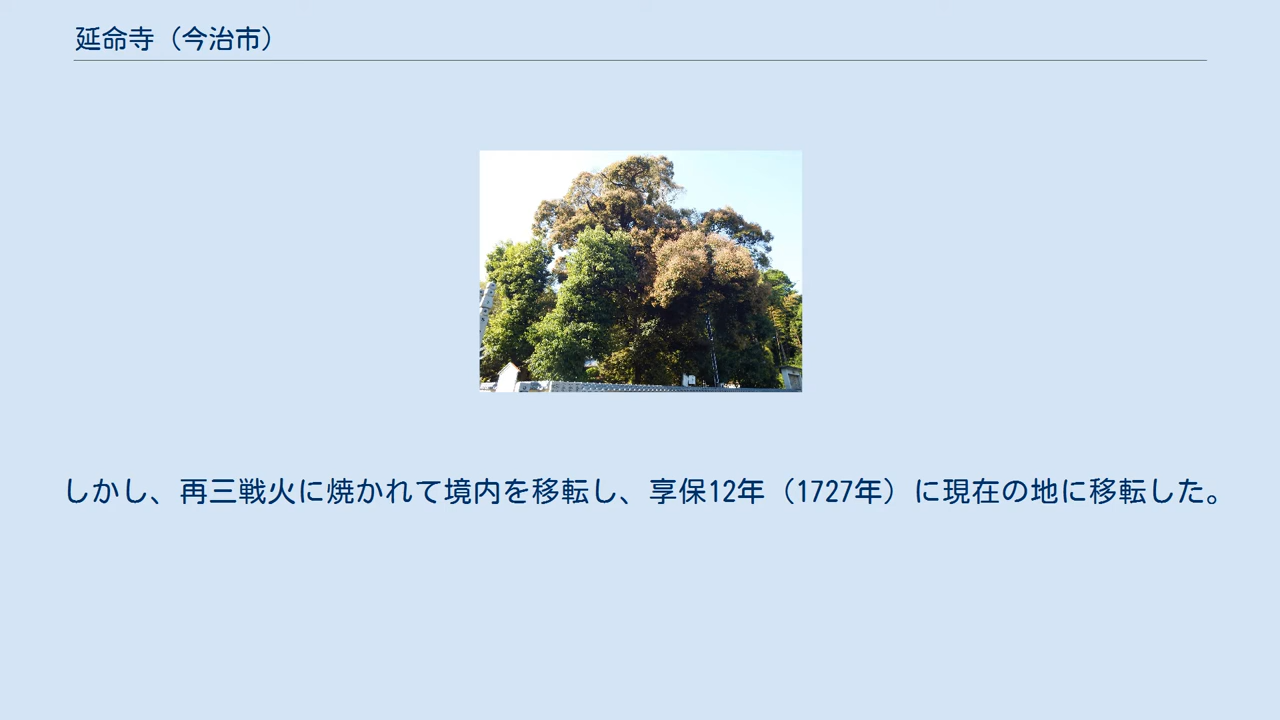 延命寺（今治市）
しかし、再三戦火に焼かれて境内を移転し、享保12年（1727年）に現在の地に移転した。